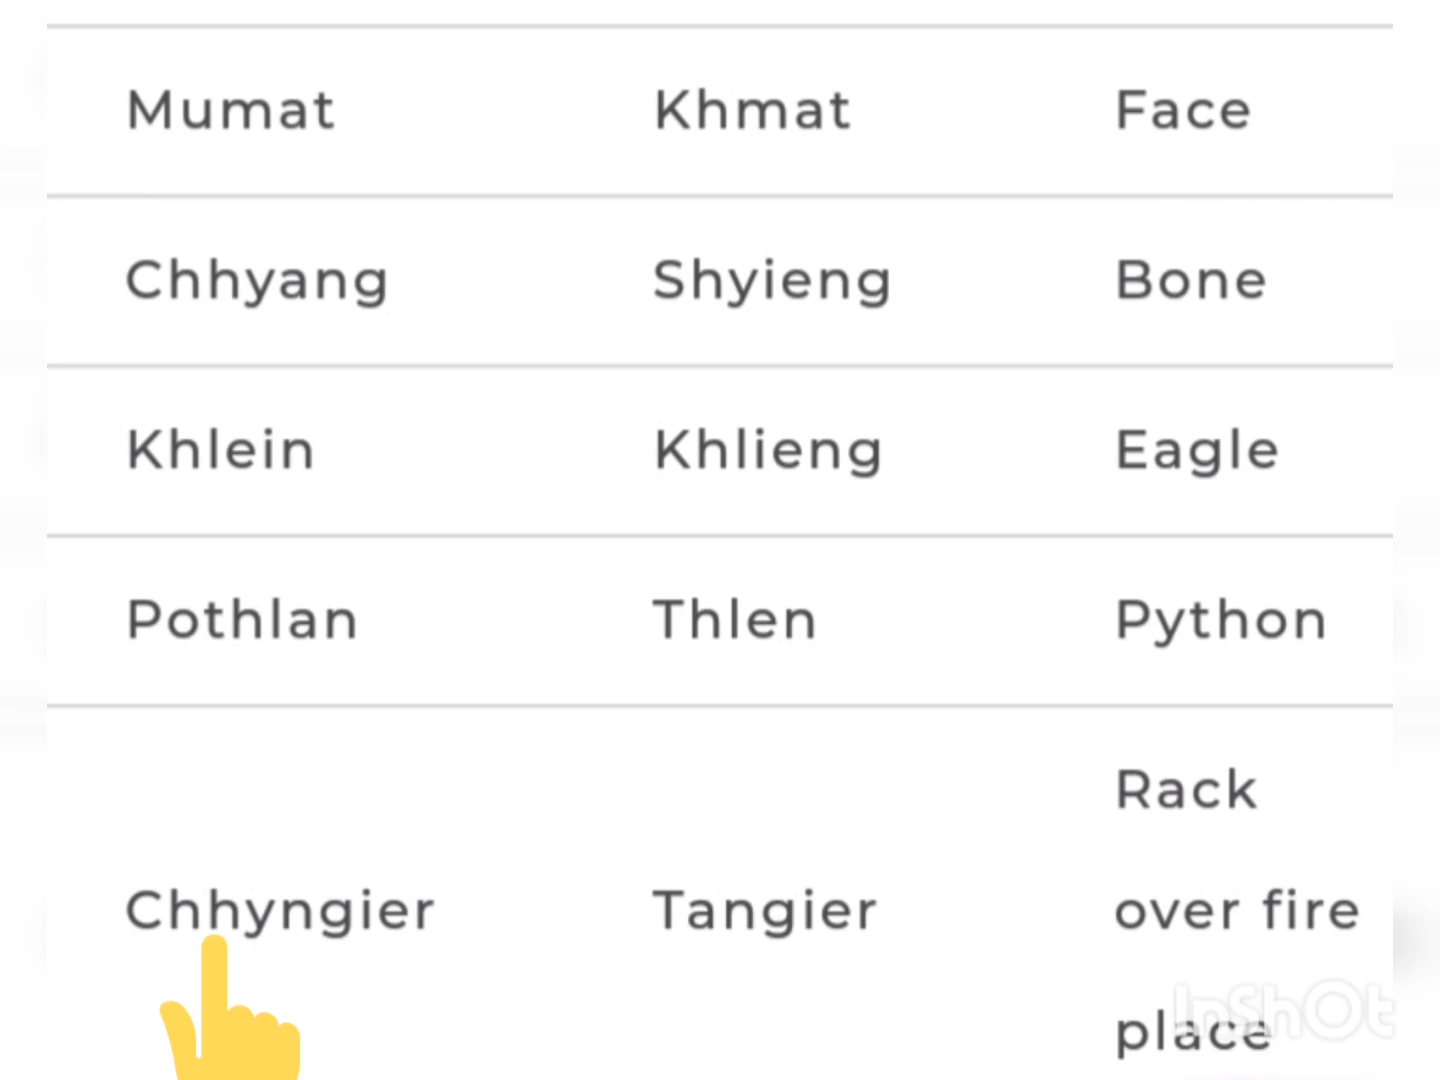 Mumat Khmat Face
Chhyang Shyieng Bone
Khlein Khlieng Eagle
Pothlan Thlen Python
Rack
Chhyngier Tangier over fire
place
InShOt